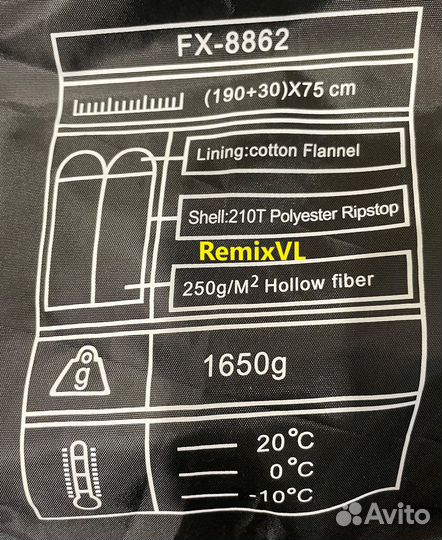 FX-8862
(190+30)X75 cm
Lining:cotton Flannel
Shell:210T Polyester Ripstop
RemixVL
250g/M² Hollow fiber
g
1650g
20°C
0°C
-10°C
Avito